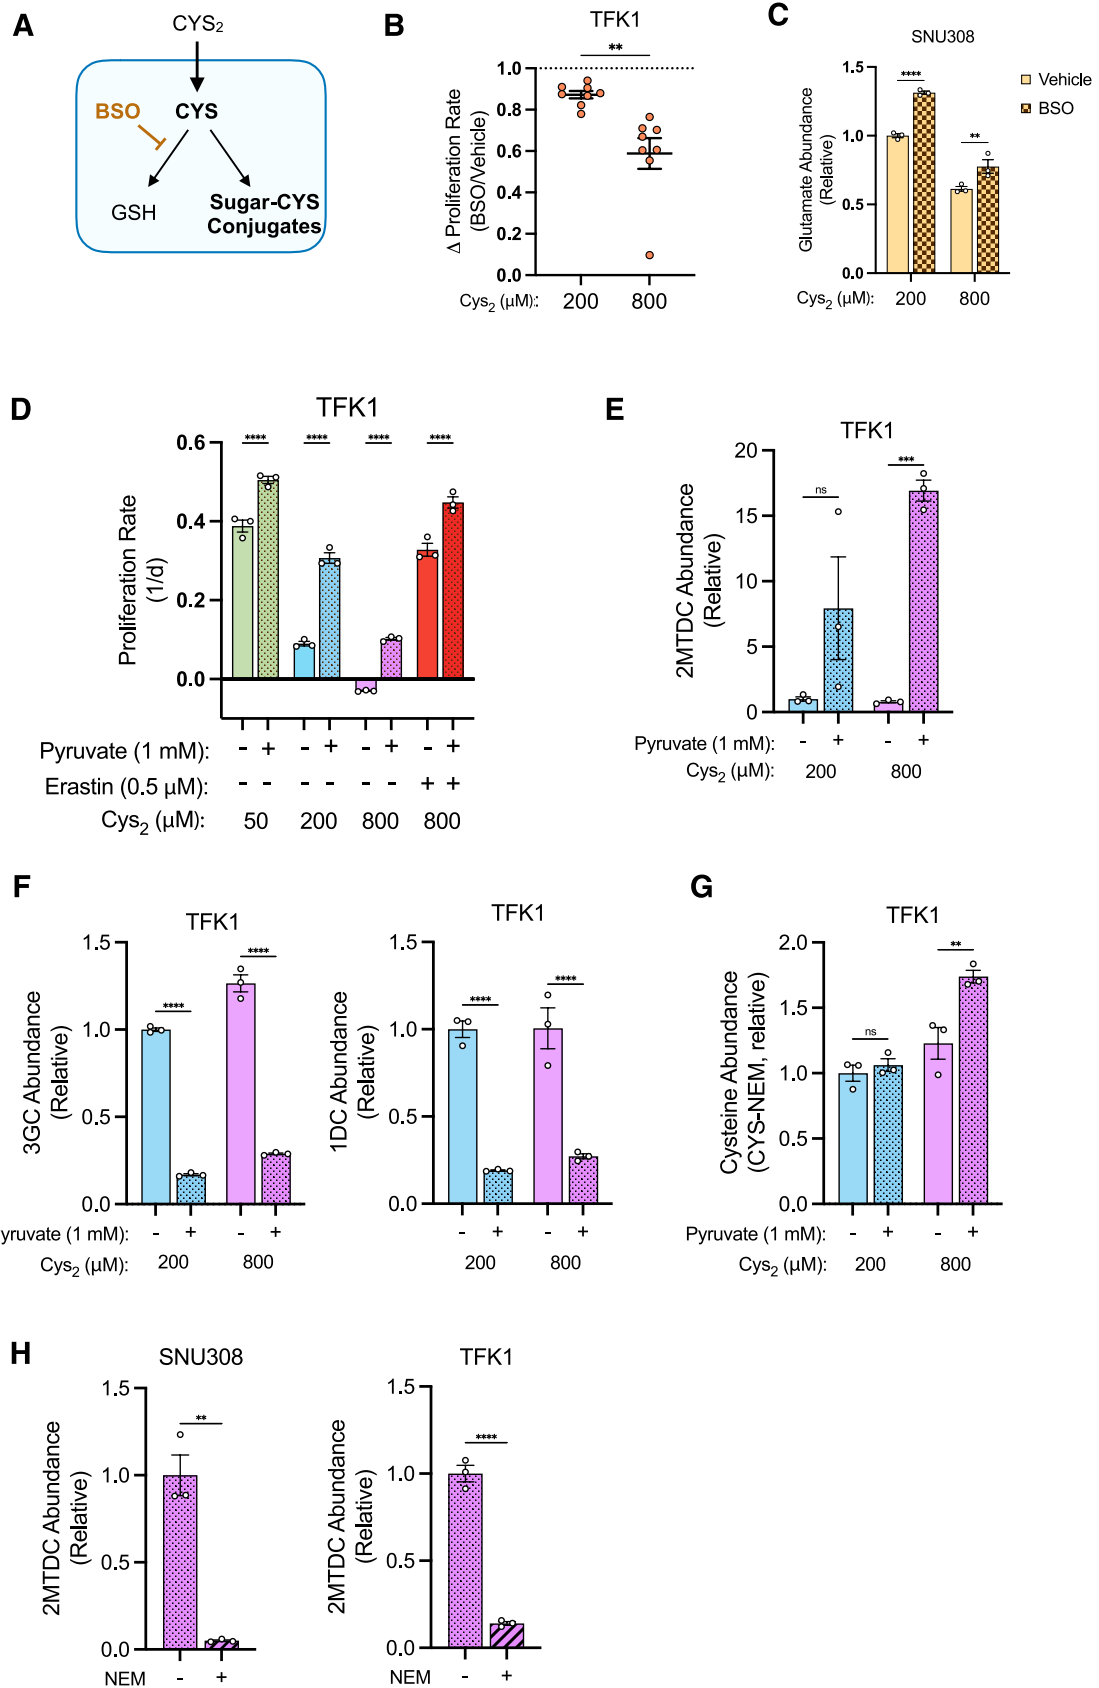 A
CYS2
BSO
CYS
GSH
Sugar-CYS
Conjugates
B
TFK1
**
Δ Proliferation Rate
(BSO/Vehicle)
1.0
0.8
0.6
0.4
0.2
0.0
Cys2 (μM): 200 800
C
SNU308
Glutamate Abundance
(Relative)
1.5
1.0
0.5
0.0
**** **
Vehicle
BSO
Cys2 (μM): 200 800
D
TFK1
Proliferation Rate
(1/d)
0.6
0.4
0.2
0.0
**** **** **** ****
Pyruvate (1 mM): - + - + - + - +
Erastin (0.5 μM): - - - - - - + +
Cys2 (μM): 50 200 800 800
E
TFK1
2MTDC Abundance
(Relative)
20
15
10
5
0
ns ***
Pyruvate (1 mM): - + - +
Cys2 (μM): 200 800
F
TFK1
3GC Abundance
(Relative)
1.5
1.0
0.5
0.0
**** ****
yruvate (1 mM): - + - +
Cys2 (μM): 200 800
TFK1
1DC Abundance
(Relative)
1.5
1.0
0.5
0.0
**** ****
- + - +
200 800
G
TFK1
Cysteine Abundance
(CYS-NEM, relative)
2.0
1.5
1.0
0.5
0.0
ns **
Pyruvate (1 mM): - + - +
Cys2 (μM): 200 800
H
SNU308
2MTDC Abundance
(Relative)
1.5
1.0
0.5
0.0
**
NEM - +
TFK1
2MTDC Abundance
(Relative)
1.5
1.0
0.5
0.0
****
NEM - +